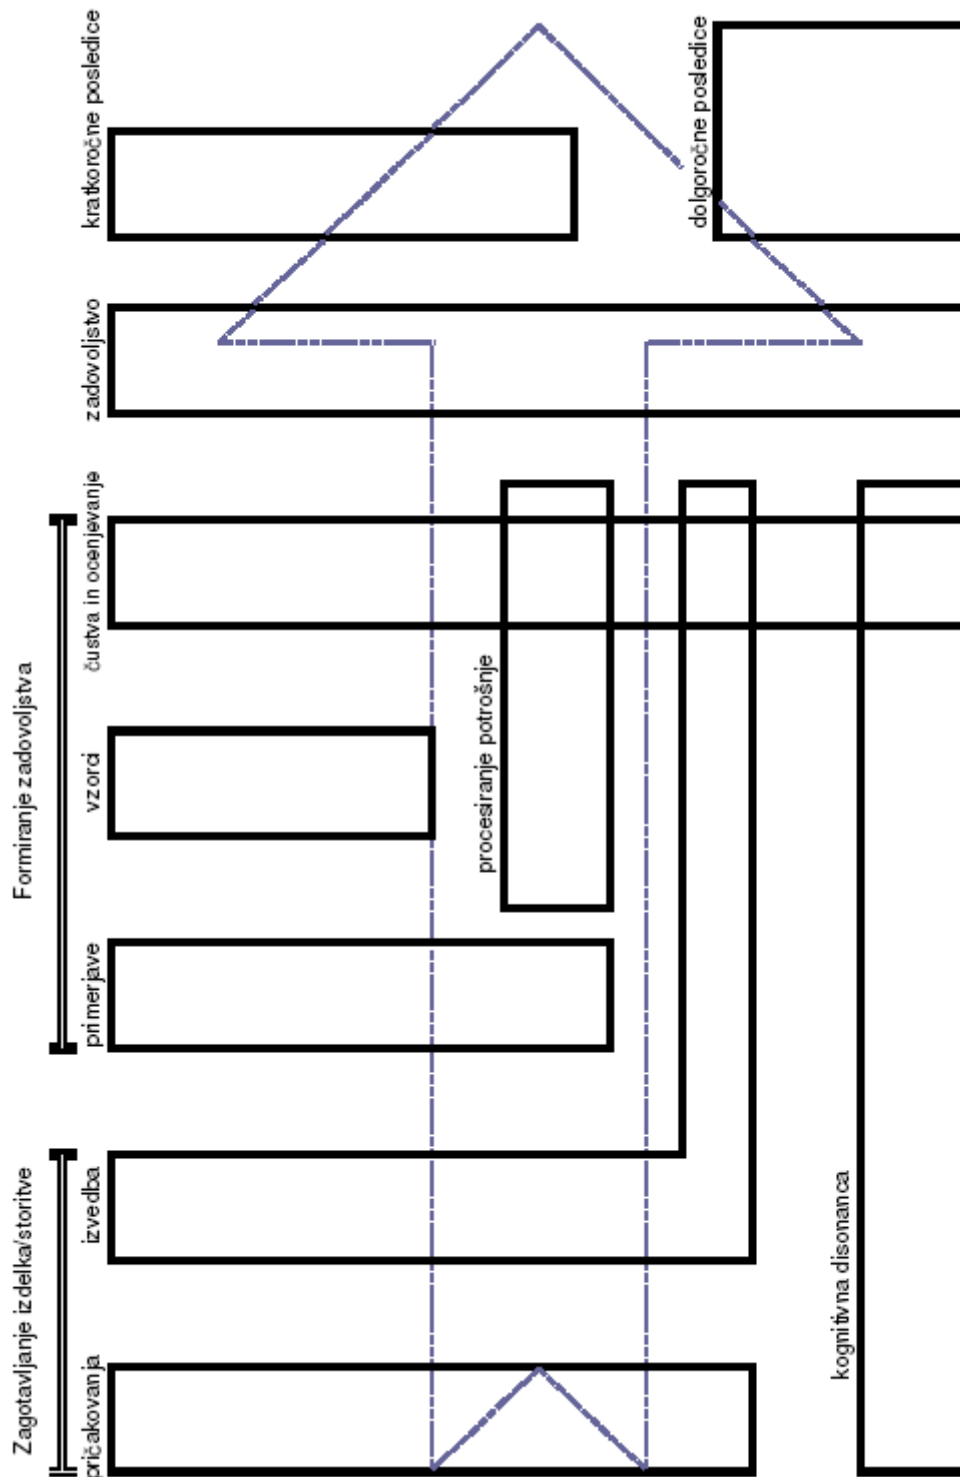 Zagotavljanje izdelka/storitve
Formiranje zadovoljstva
pričakovanja
izvedba
primerjave
vzorci
čustva in ocenjevanje
zadovoljstvo
kratkoročne posledice
procesiranje potrošnje
dolgoročne posledice
kognitivna disonanca